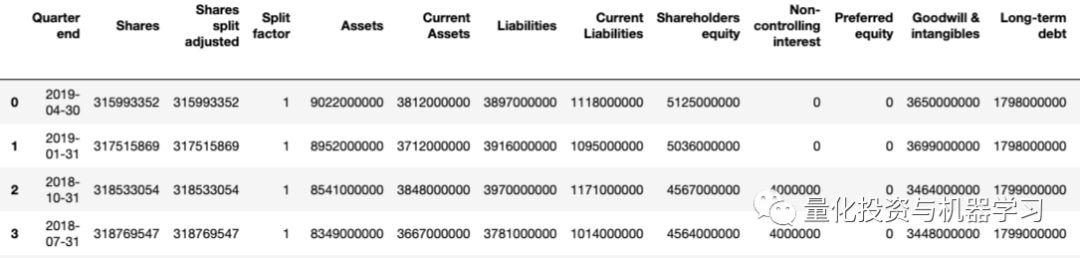 Quarter end Shares Shares split adjusted Split factor Assets Current Assets Liabilities Current Liabilities Shareholders equity Non-controlling interest Preferred equity Goodwill & intangibles Long-term debt
0 2019-04-30 315993352 315993352 1 9022000000 3812000000 3897000000 1118000000 5125000000 0 0 3650000000 1798000000
1 2019-01-31 317515869 317515869 1 8952000000 3712000000 3916000000 1095000000 5036000000 0 0 3699000000 1798000000
2 2018-10-31 318533054 318533054 1 8541000000 3848000000 3970000000 1171000000 4567000000 4000000 0 3464000000 1799000000
3 2018-07-31 318769547 318769547 1 8349000000 3667000000 3781000000 1014000000 4564000000 4000000 0 3448000000 1799000000
量化投资与机器学习